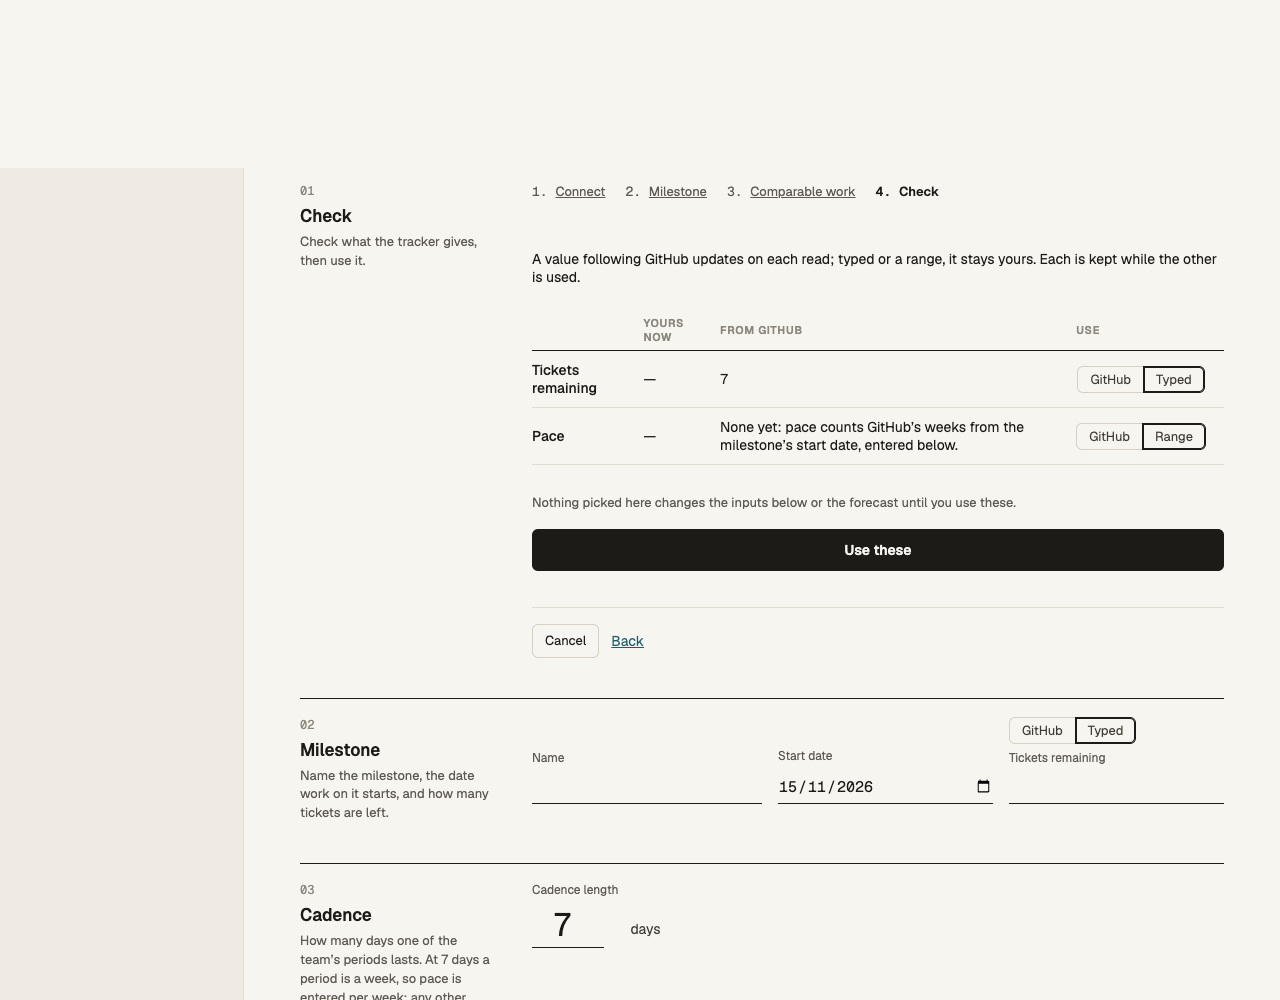 01
Check
Check what the tracker gives,
then use it.
1. Connect 2. Milestone 3. Comparable work 4. Check
A value following GitHub updates on each read; typed or a range, it stays yours. Each is kept while the other
is used.
YOURS NOW FROM GITHUB USE
Tickets remaining — 7 GitHub Typed
Pace — None yet: pace counts GitHub's weeks from the
milestone's start date, entered below. GitHub Range
Nothing picked here changes the inputs below or the forecast until you use these.
Use these
Cancel Back
02
Milestone
Name the milestone, the date
work on it starts, and how many
tickets are left.
Name
Start date
15/11/2026
GitHub Typed
Tickets remaining
03
Cadence
How many days one of the
team's periods lasts. At 7 days a
period is a week, so pace is
entered per week; any other
Cadence length
7 days